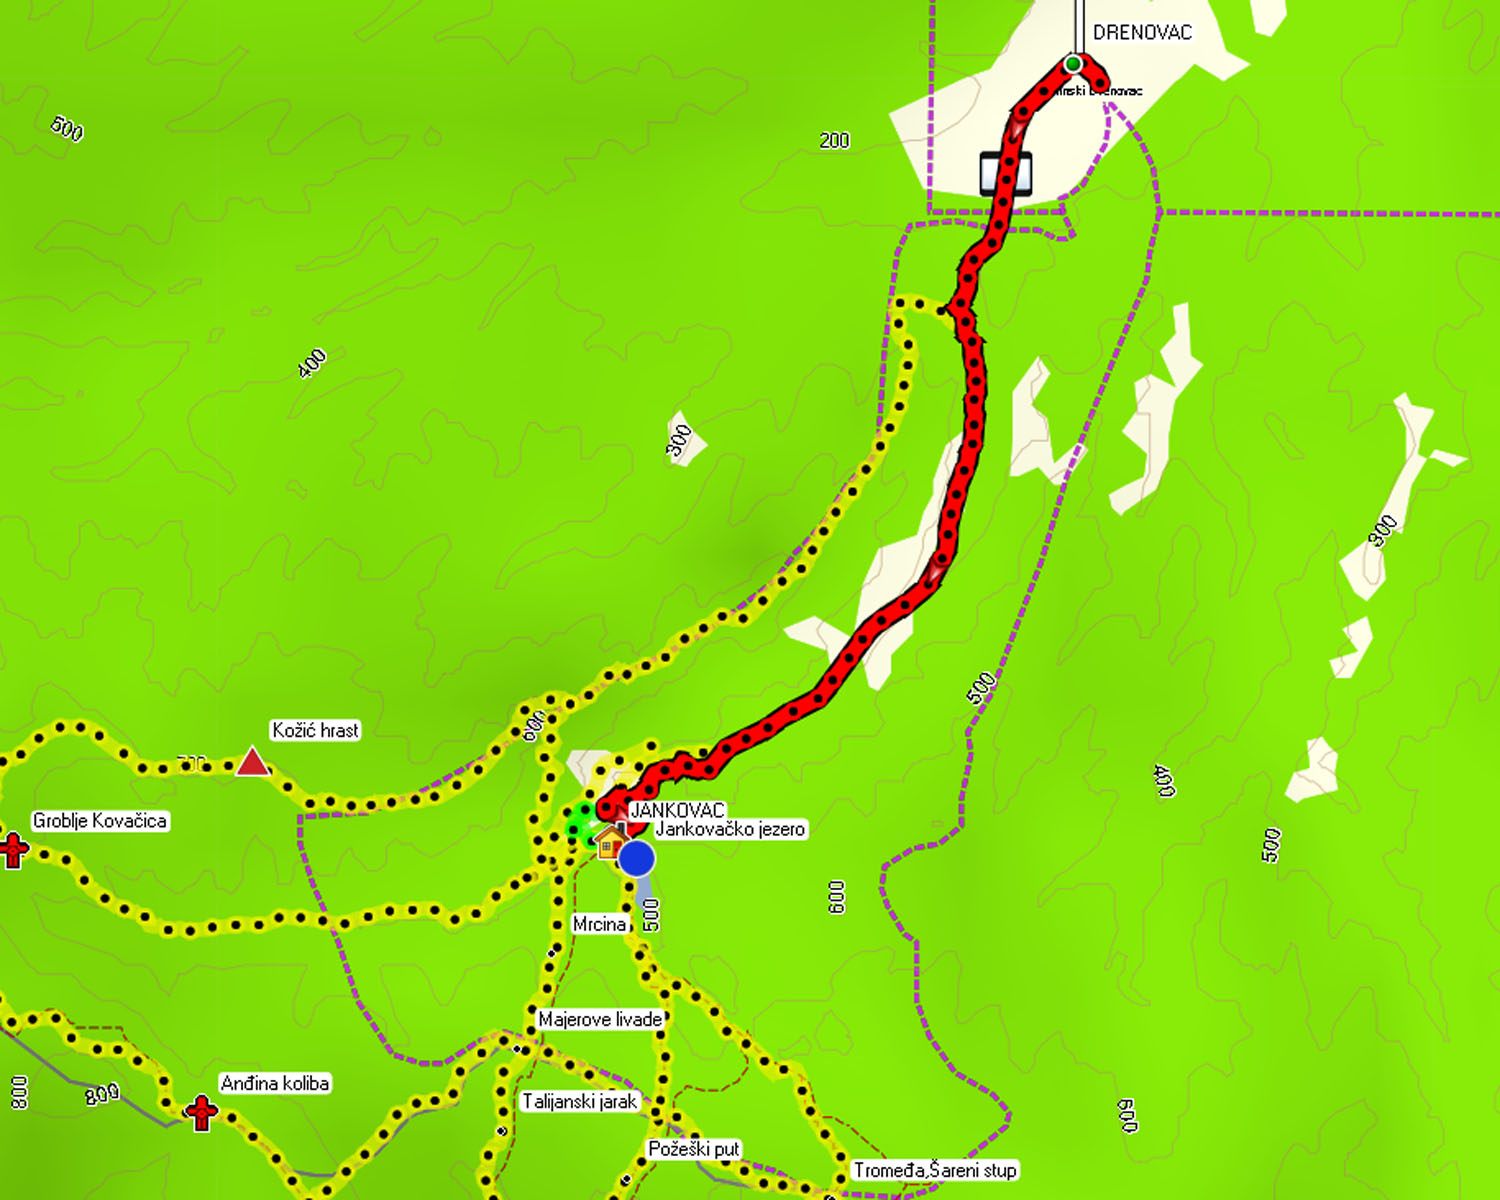 DRENOVAC
500
200
400
300
300
500
600
Kožić hrast
JANKOVAC
400
Groblje Kovačica
Jankovačko jezero
500
600
500
Mrcina
Majerove livade
Anđina koliba
800
800
Talijanski jarak
600
Požeški put
Tromeđa,Šareni stup